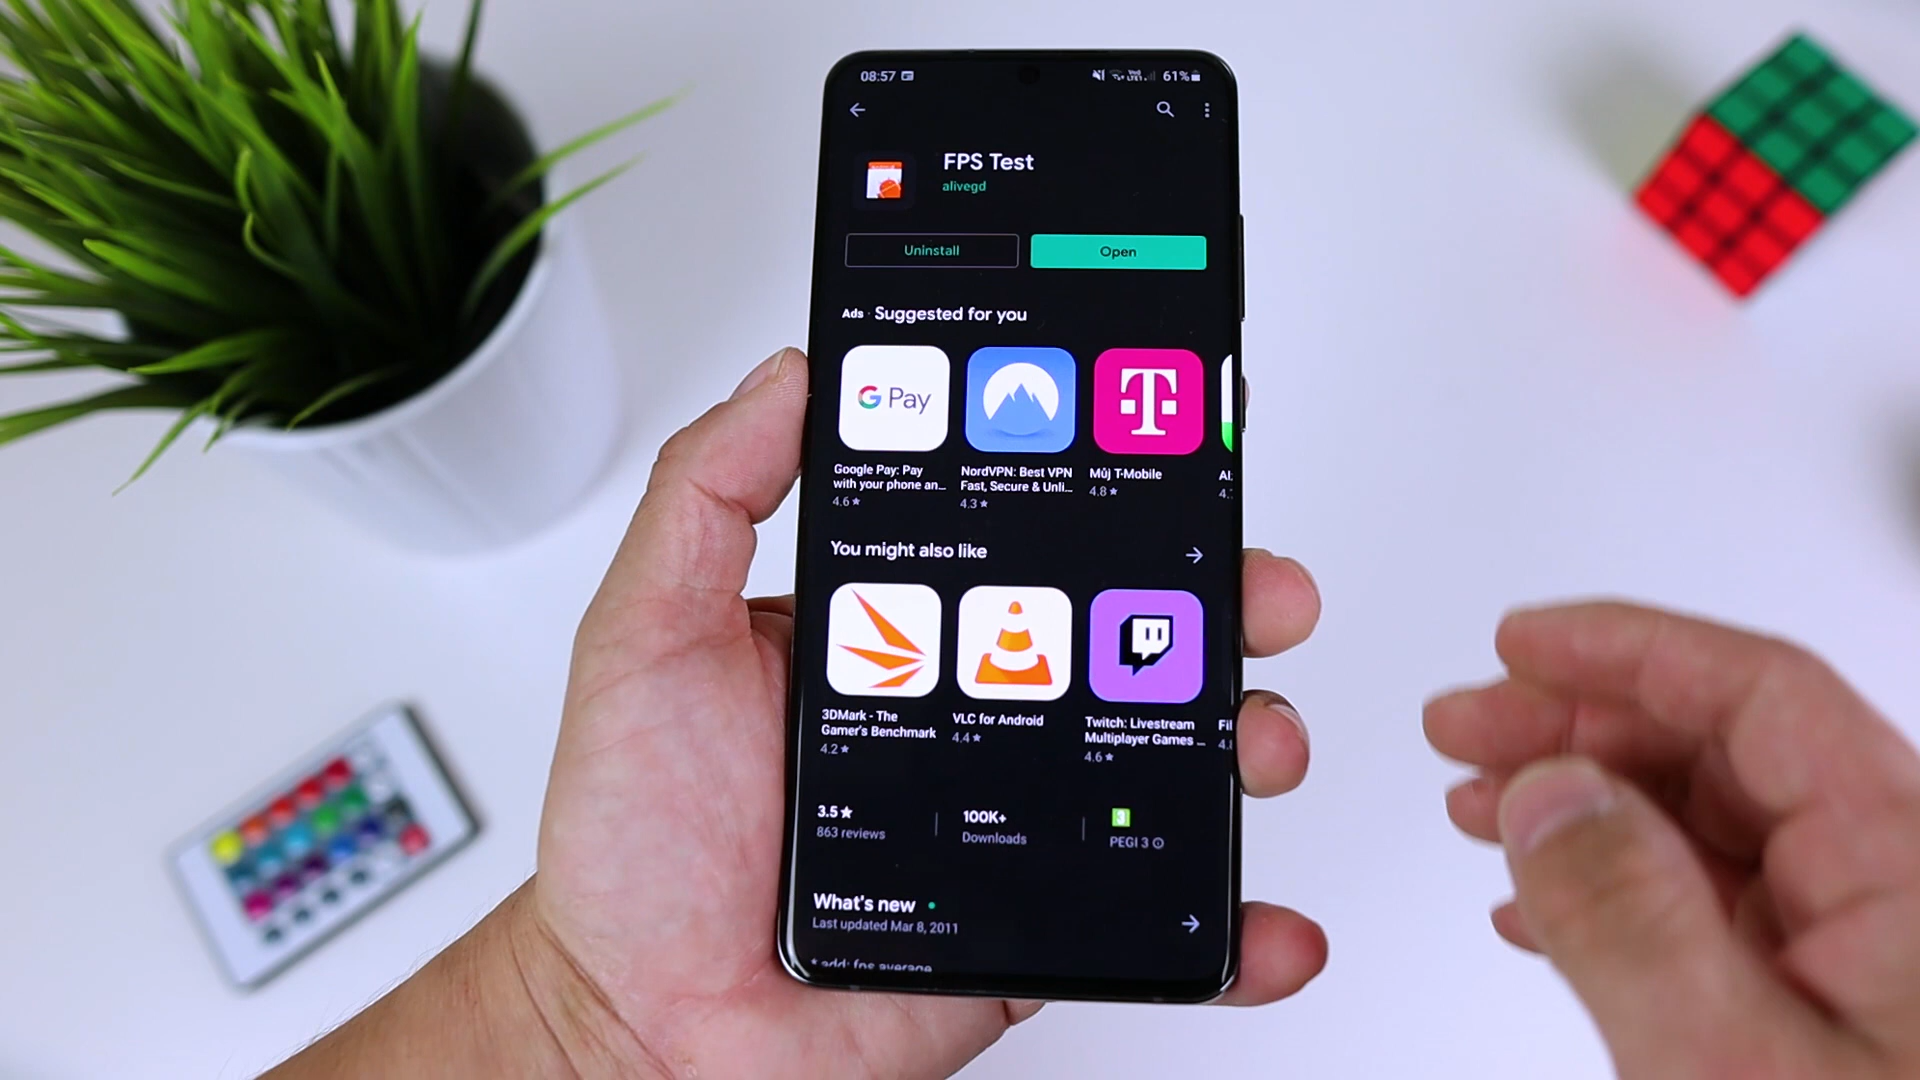 08:57
61%
FPS Test
alivegd
Uninstall
Open
Ads · Suggested for you
G Pay
T
Google Pay: Pay
with your phone an...
4.6★
NordVPN: Best VPN
Fast, Secure & Unli...
4.3★
Můj T-Mobile
4.8★
You might also like
3DMark - The
Gamer's Benchmark
4.2★
VLC for Android
4.4★
Twitch: Livestream
Multiplayer Games ...
4.6★
3.5★
863 reviews
100K+
Downloads
3
PEGI 3
What's new
Last updated Mar 8, 2011
* add: fps average